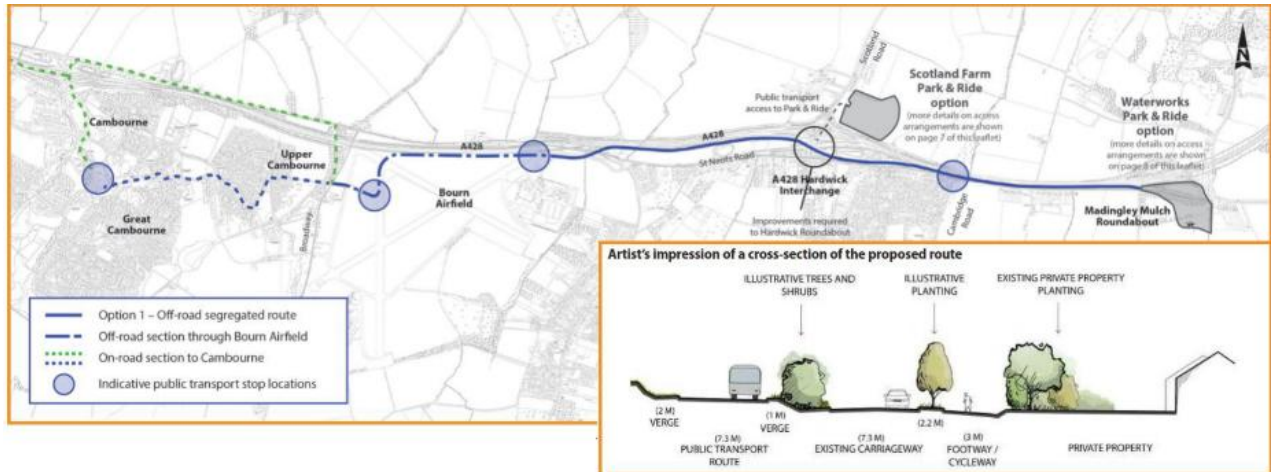 Cambourne
Upper
Cambourne
Great
Cambourne
Broadway
Bourn
Airfield
A428
A428
St Neots Road
Public transport
access to Park & Ride
Scotland
Road
A428 Hardwick
Interchange
Improvements required
to Hardwick Roundabout
Scotland Farm
Park & Ride
option
(more details on access
arrangements are shown
on page 7 of this leaflet)
Cambridge
Road
Waterworks
Park & Ride
option
(more details on access
arrangements are shown
on page 8 of this leaflet)
Madingley Mulch
Roundabout
N
Option 1 – Off-road segregated route
Off-road section through Bourn Airfield
On-road section to Cambourne
Indicative public transport stop locations
Artist's impression of a cross-section of the proposed route
ILLUSTRATIVE TREES AND
SHRUBS
ILLUSTRATIVE
PLANTING
EXISTING PRIVATE PROPERTY
PLANTING
(2 M)
VERGE
(7.3 M)
PUBLIC TRANSPORT
ROUTE
(1 M)
VERGE
(7.3 M)
EXISTING CARRIAGEWAY
(2.2 M)
(3 M)
FOOTWAY /
CYCLEWAY
PRIVATE PROPERTY